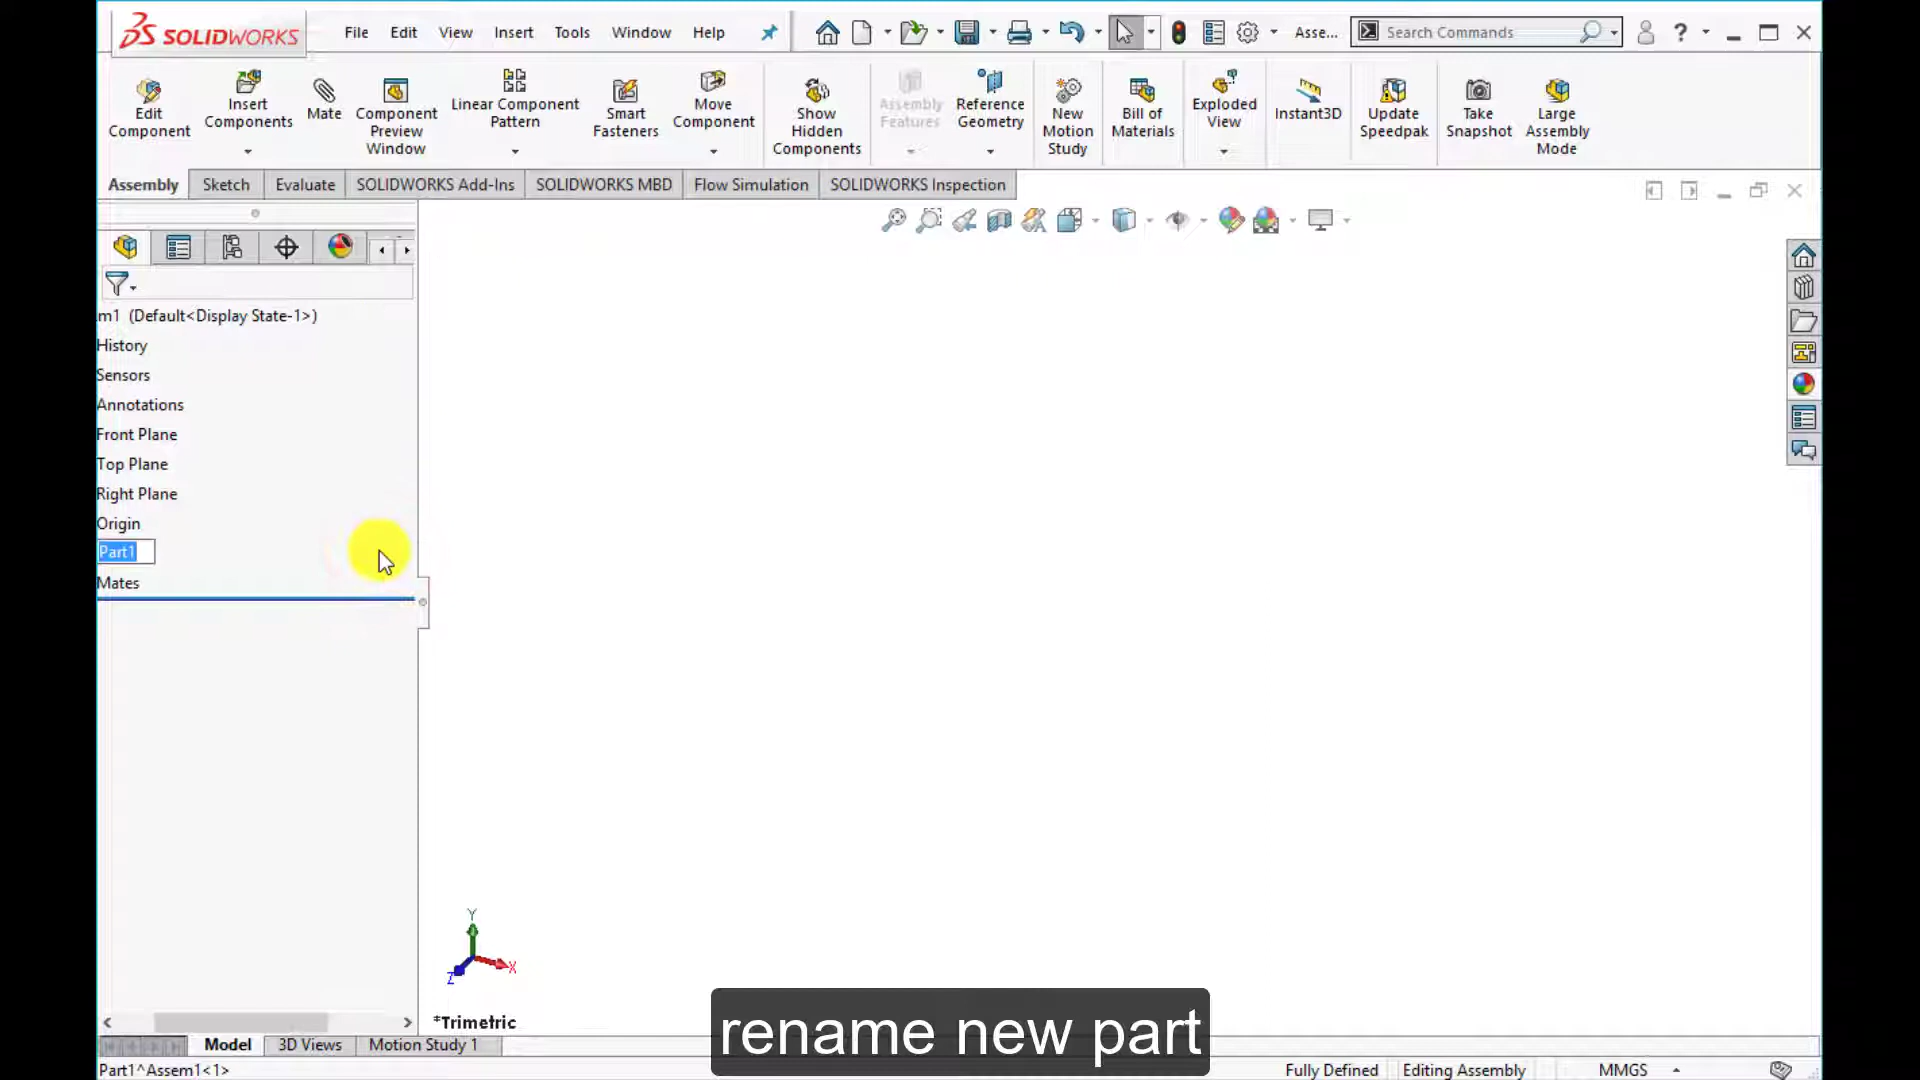 SOLIDWORKS
File Edit View Insert Tools Window Help
Asse...
Search Commands
?
Edit Component
Insert Components
Mate
Component Preview Window
Linear Component Pattern
Smart Fasteners
Move Component
Show Hidden Components
Assembly Features
Reference Geometry
New Motion Study
Bill of Materials
Exploded View
Instant3D
Update Speedpak
Take Snapshot
Large Assembly Mode
Assembly Sketch Evaluate SOLIDWORKS Add-Ins SOLIDWORKS MBD Flow Simulation SOLIDWORKS Inspection
m1 (Default<Display State-1>)
History
Sensors
Annotations
Front Plane
Top Plane
Right Plane
Origin
Part1
Mates
Y
X
Z
*Trimetric
rename new part
Model 3D Views Motion Study 1
Part1^Assem1<1>
Fully Defined Editing Assembly MMGS